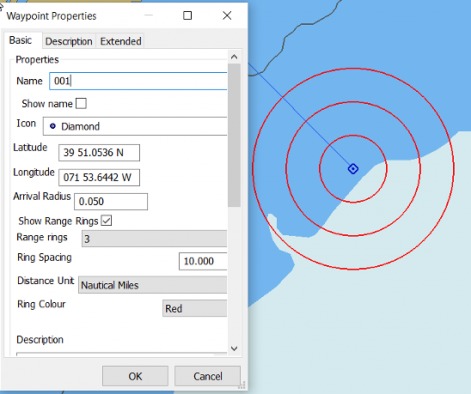 Waypoint Properties
Basic Description Extended
Properties
Name 001
Show name
Icon Diamond
Latitude 39 51.0536 N
Longitude 071 53.6442 W
Arrival Radius 0.050
Show Range Rings
Range rings 3
Ring Spacing 10.000
Distance Unit Nautical Miles
Ring Colour Red
Description
OK Cancel